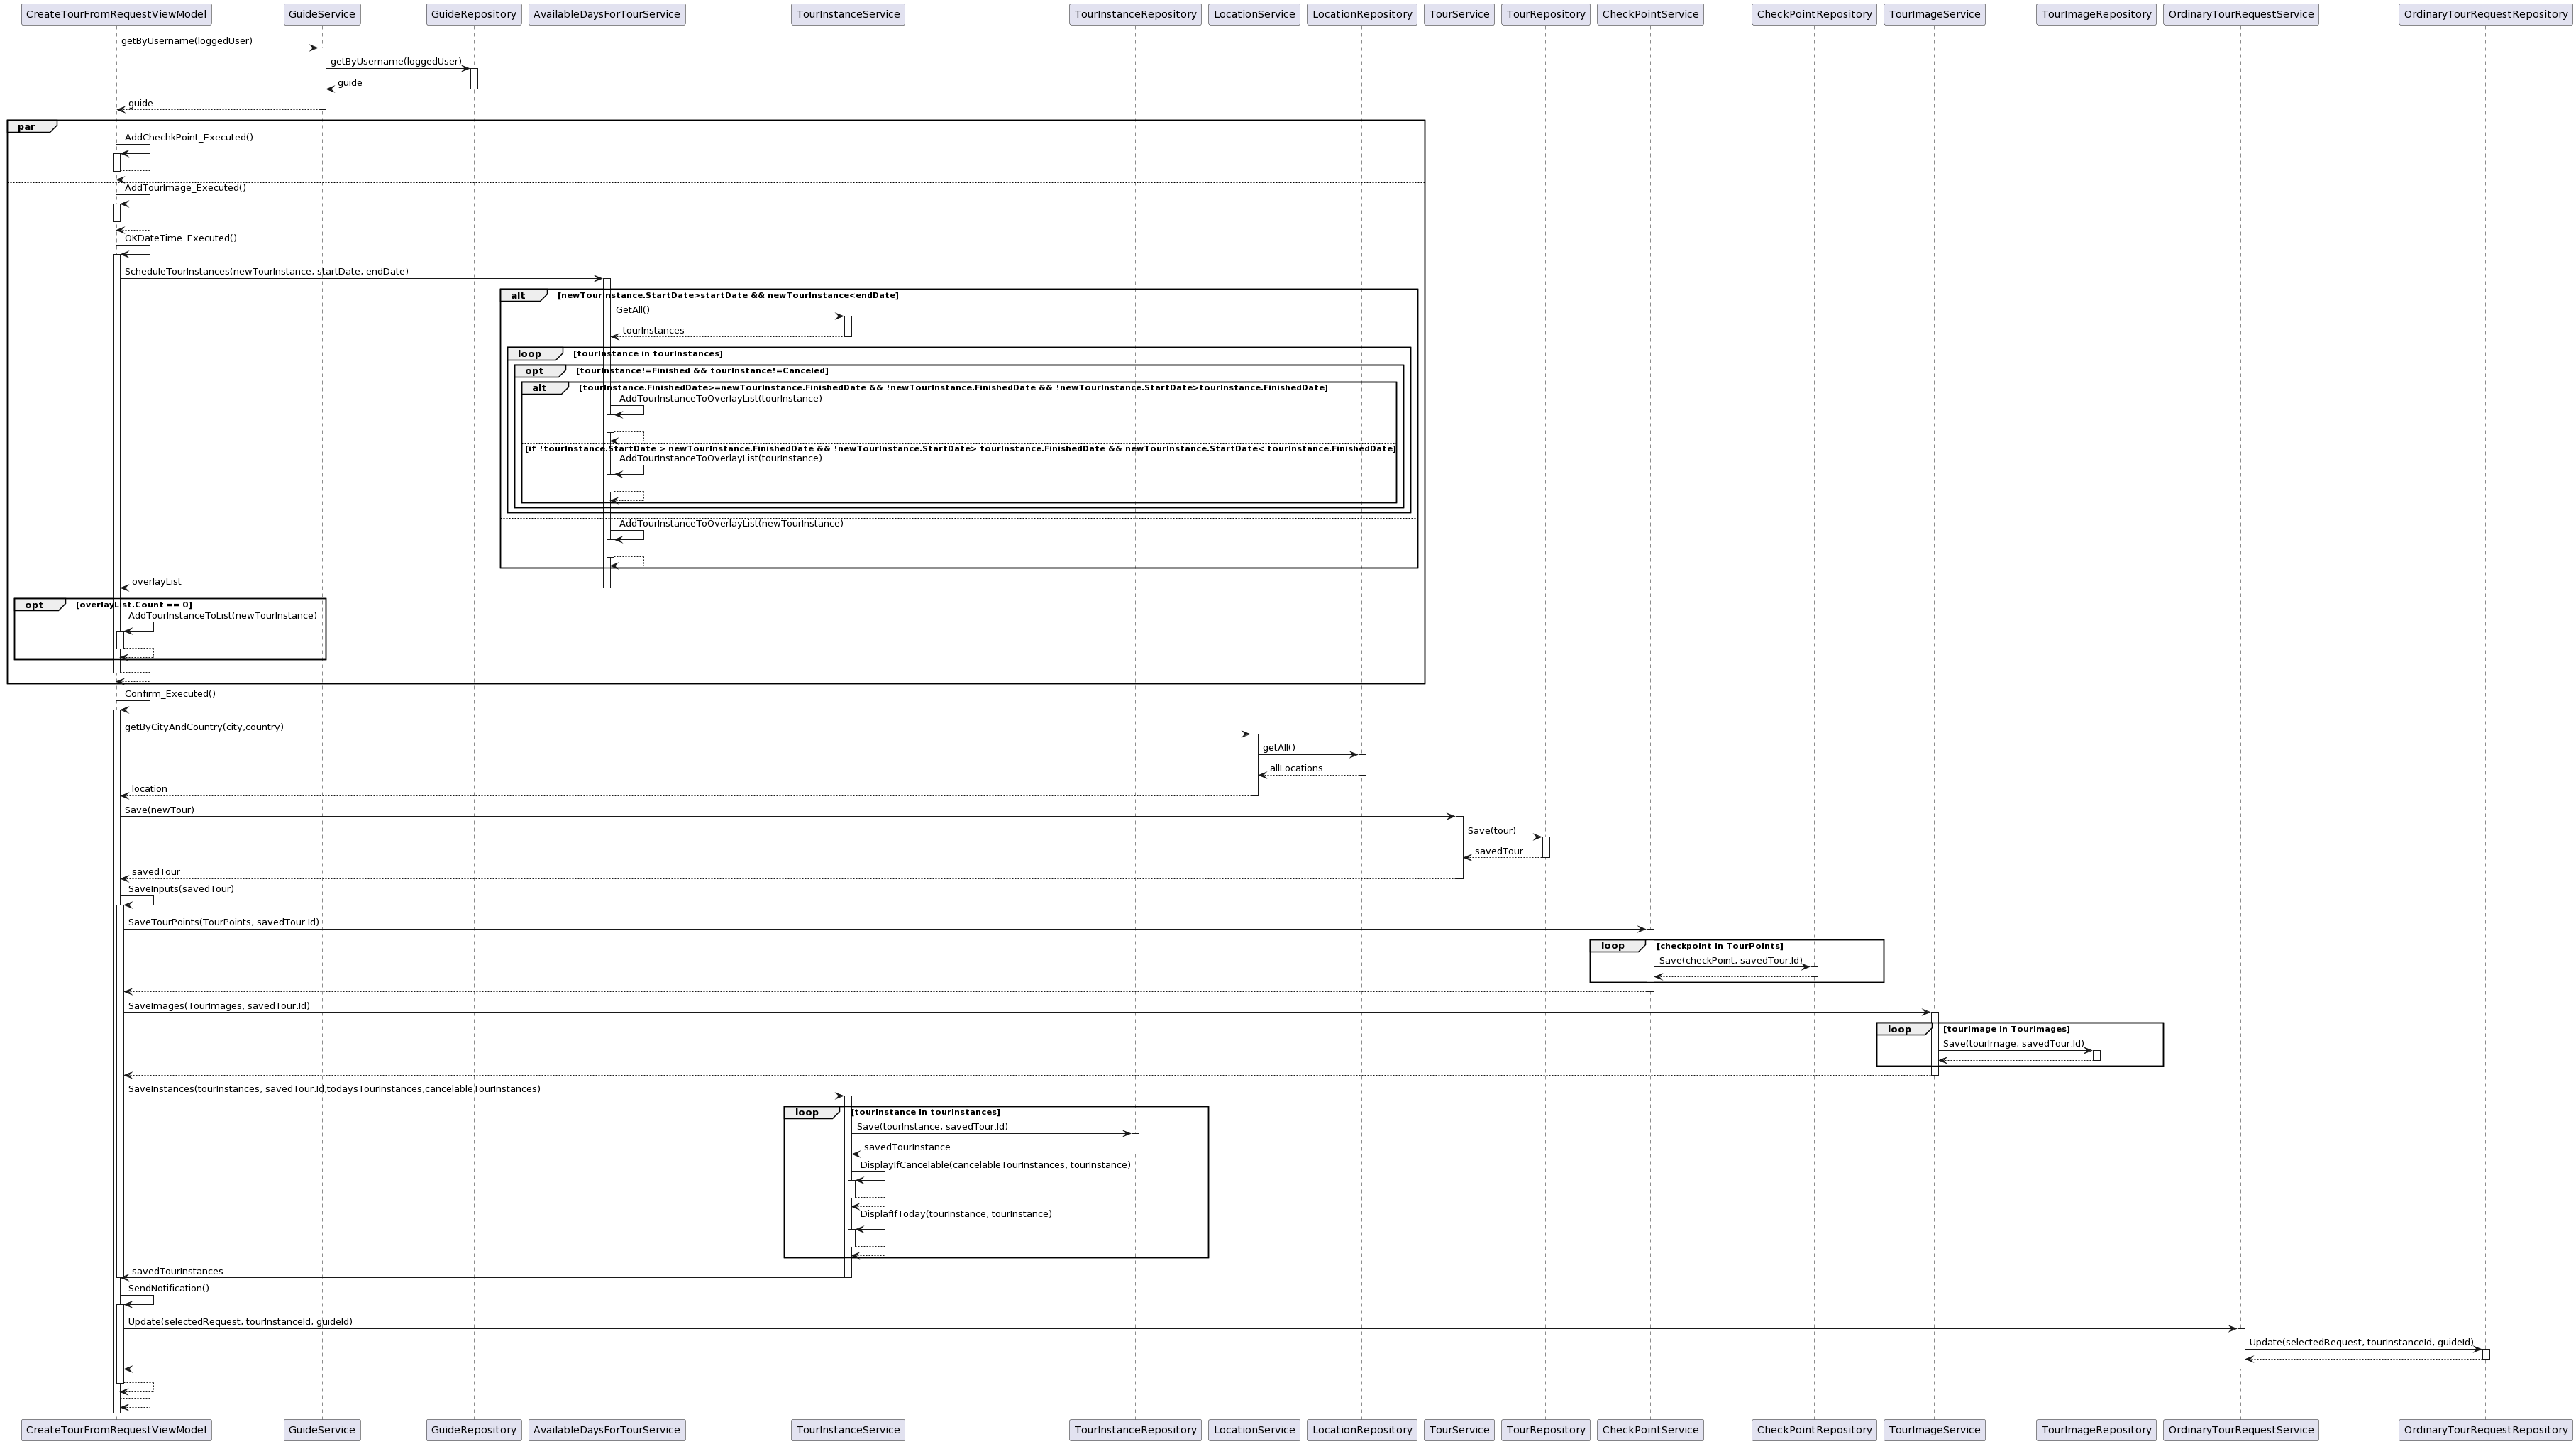 CreateTourFromRequestViewModel GuideService GuideRepository AvailableDaysForTourService TourInstanceService TourInstanceRepository LocationService LocationRepository TourService TourRepository CheckPointService CheckPointRepository TourImageService TourImageRepository OrdinaryTourRequestService OrdinaryTourRequestRepository
getByUsername(loggedUser)
getByUsername(loggedUser)
guide
guide
par
AddChechkPoint_Executed()
AddTourImage_Executed()
OKDateTime_Executed()
ScheduleTourInstances(newTourInstance, startDate, endDate)
alt [newTourInstance.StartDate>startDate && newTourInstance<endDate]
GetAll()
tourInstances
loop [tourInstance in tourInstances]
opt [tourInstance!=Finished && tourInstance!=Canceled]
alt [tourInstance.FinishedDate>=newTourInstance.FinishedDate && !newTourInstance.FinishedDate && !newTourInstance.StartDate>tourInstance.FinishedDate]
AddTourInstanceToOverlayList(tourInstance)
[if !tourInstance.StartDate > newTourInstance.FinishedDate && !newTourInstance.StartDate> tourInstance.FinishedDate && newTourInstance.StartDate< tourInstance.FinishedDate]
AddTourInstanceToOverlayList(tourInstance)
AddTourInstanceToOverlayList(newTourInstance)
overlayList
opt [overlayList.Count == 0]
AddTourInstanceToList(newTourInstance)
Confirm_Executed()
getByCityAndCountry(city,country)
getAll()
allLocations
location
Save(newTour)
Save(tour)
savedTour
savedTour
SaveInputs(savedTour)
SaveTourPoints(TourPoints, savedTour.Id)
loop [checkpoint in TourPoints]
Save(checkPoint, savedTour.Id)
SaveImages(TourImages, savedTour.Id)
loop [tourImage in TourImages]
Save(tourImage, savedTour.Id)
SaveInstances(tourInstances, savedTour.Id,todaysTourInstances,cancelableTourInstances)
loop [tourInstance in tourInstances]
Save(tourInstance, savedTour.Id)
savedTourInstance
DisplayIfCancelable(cancelableTourInstances, tourInstance)
DisplafIfToday(tourInstance, tourInstance)
savedTourInstances
SendNotification()
Update(selectedRequest, tourInstanceId, guideId)
Update(selectedRequest, tourInstanceId, guideId)
CreateTourFromRequestViewModel GuideService GuideRepository AvailableDaysForTourService TourInstanceService TourInstanceRepository LocationService LocationRepository TourService TourRepository CheckPointService CheckPointRepository TourImageService TourImageRepository OrdinaryTourRequestService OrdinaryTourRequestRepository